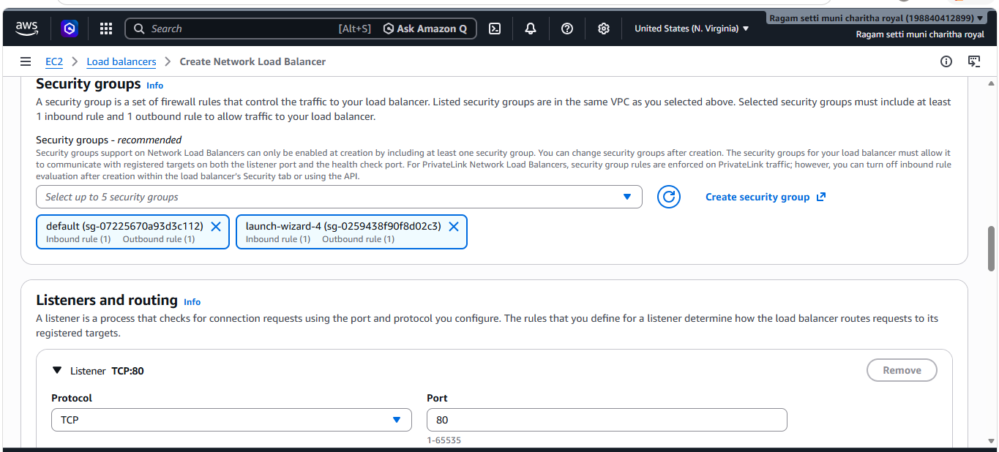 aws
Search [Alt+S] Ask Amazon Q
United States (N. Virginia)
Ragam setti muni charitha royal (198840412899)
Ragam setti muni charitha royal
EC2 > Load balancers > Create Network Load Balancer
Security groups Info
A security group is a set of firewall rules that control the traffic to your load balancer. Listed security groups are in the same VPC as you selected above. Selected security groups must include at least
1 inbound rule and 1 outbound rule to allow traffic to your load balancer.
Security groups - recommended
Security groups support on Network Load Balancers can only be enabled at creation by including at least one security group. You can change security groups after creation. The security groups for your load balancer must allow it
to communicate with registered targets on both the listener port and the health check port. For PrivateLink Network Load Balancers, security group rules are enforced on PrivateLink traffic; however, you can turn off inbound rule
evaluation after creation within the load balancer's Security tab or using the API.
Select up to 5 security groups
Create security group
default (sg-07225670a93d3c112)
Inbound rule (1) Outbound rule (1)
launch-wizard-4 (sg-0259438f90f8d02c3)
Inbound rule (1) Outbound rule (1)
Listeners and routing Info
A listener is a process that checks for connection requests using the port and protocol you configure. The rules that you define for a listener determine how the load balancer routes requests to its
registered targets.
Listener TCP:80
Remove
Protocol
TCP
Port
80
1-65535